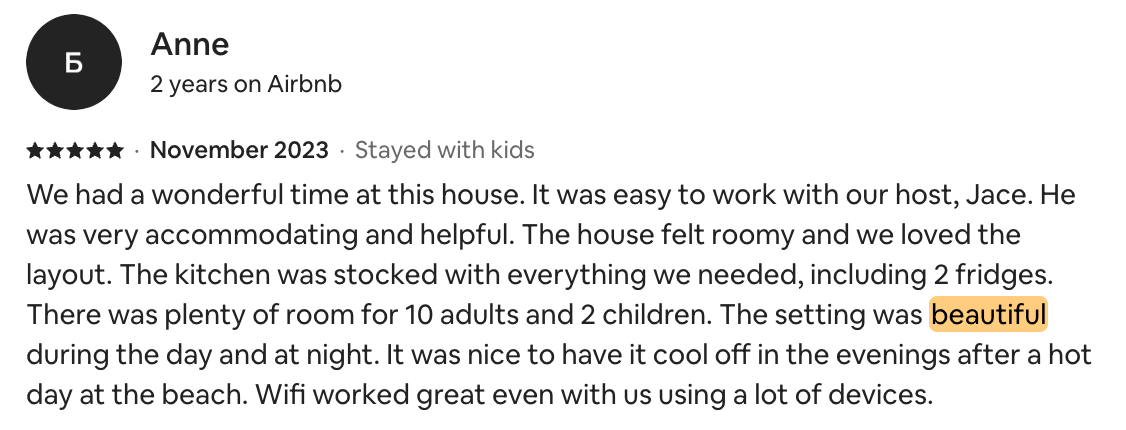 Б
Anne
2 years on Airbnb
★★★★★ · November 2023 · Stayed with kids
We had a wonderful time at this house. It was easy to work with our host, Jace. He
was very accommodating and helpful. The house felt roomy and we loved the
layout. The kitchen was stocked with everything we needed, including 2 fridges.
There was plenty of room for 10 adults and 2 children. The setting was beautiful
during the day and at night. It was nice to have it cool off in the evenings after a hot
day at the beach. Wifi worked great even with us using a lot of devices.